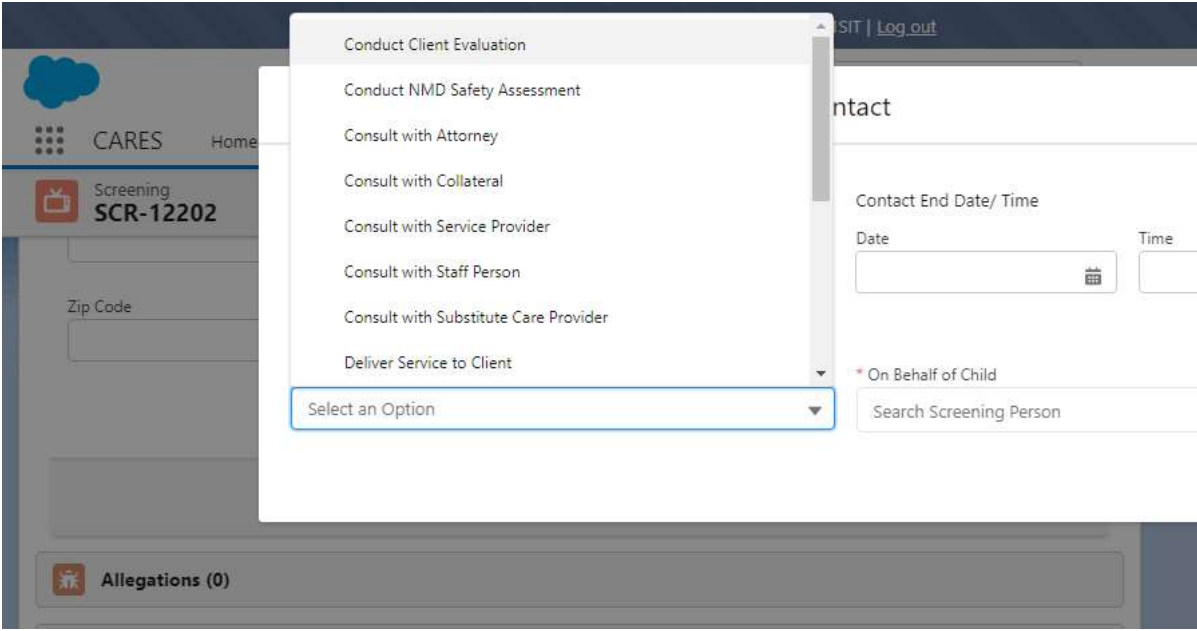 SIT | Log out
Conduct Client Evaluation
Conduct NMD Safety Assessment
Consult with Attorney
Consult with Collateral
Consult with Service Provider
Consult with Staff Person
Consult with Substitute Care Provider
Deliver Service to Client
Select an Option
ntact
CARES Home
Screening
SCR-12202
Contact End Date/ Time
Date Time
Zip Code
* On Behalf of Child
Search Screening Person
Allegations (0)